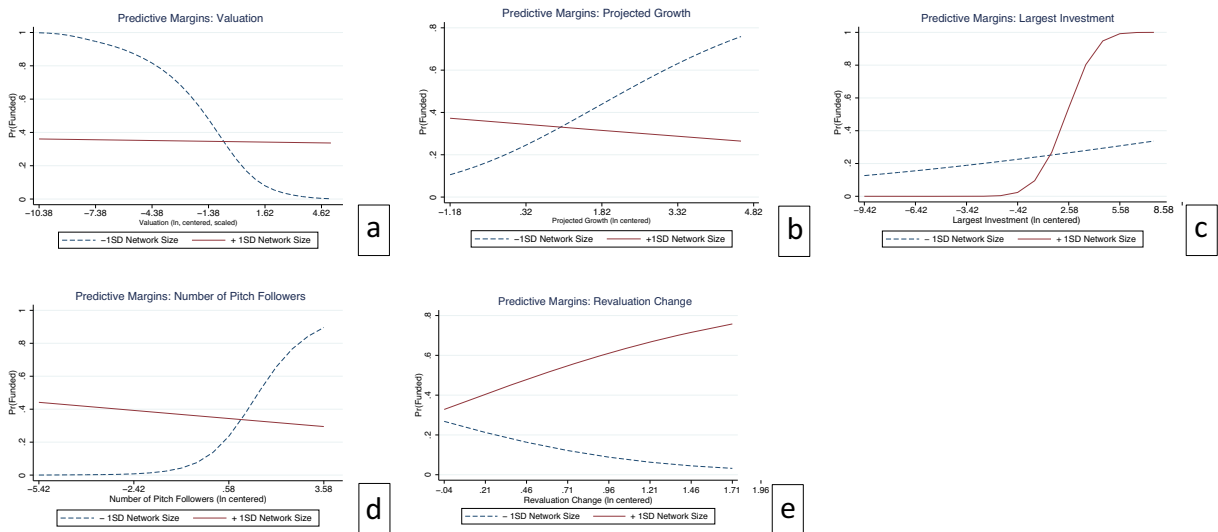 Predictive Margins: Valuation
Pr(Funded)
1
.8
.6
.4
.2
0
−10.38 −7.38 −4.38 −1.38 1.62 4.62
Valuation (ln, centered, scaled)
−1SD Network Size + 1SD Network Size
a
Predictive Margins: Projected Growth
Pr(Funded)
.8
.6
.4
.2
0
−1.18 .32 1.82 3.32 4.82
Projected Growth (ln centered)
−1SD Network Size +1SD Network Size
b
Predictive Margins: Largest Investment
Pr(Funded)
1
.8
.6
.4
.2
0
−9.42 −6.42 −3.42 −.42 2.58 5.58 8.58
Largest Investment (ln centered)
− 1SD Network Size + 1SD Network Size
c
Predictive Margins: Number of Pitch Followers
Pr(Funded)
1
.8
.6
.4
.2
0
−5.42 −2.42 .58 3.58
Number of Pitch Followers (ln centered)
− 1SD Network Size + 1SD Network Size
d
Predictive Margins: Revaluation Change
Pr(Funded)
.8
.6
.4
.2
0
−.04 .21 .46 .71 .96 1.21 1.46 1.71 1.96
Revaluation Change (ln centered)
− 1SD Network Size + 1SD Network Size
e